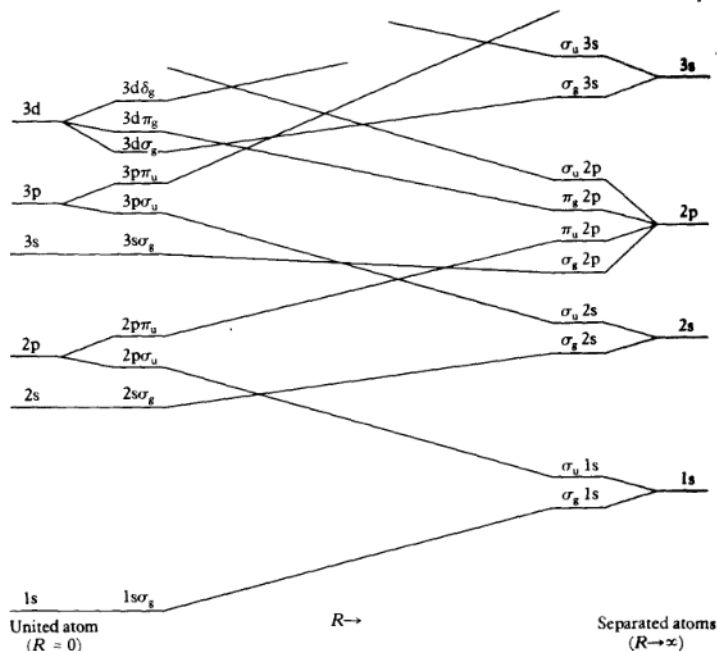 σᵤ 3s
3s
3dδg
σg 3s
3d
3dπg
3dσg
3pπᵤ
σᵤ 2p
3p
3pσᵤ
πg 2p
2p
πᵤ 2p
3s
3sσg
σg 2p
2pπᵤ
σᵤ 2s
2s
2p
2pσᵤ
σg 2s
2s
2sσg
σᵤ 1s
1s
σg 1s
1s
1sσg
United atom
(R = 0)
R→
Separated atoms
(R→∞)